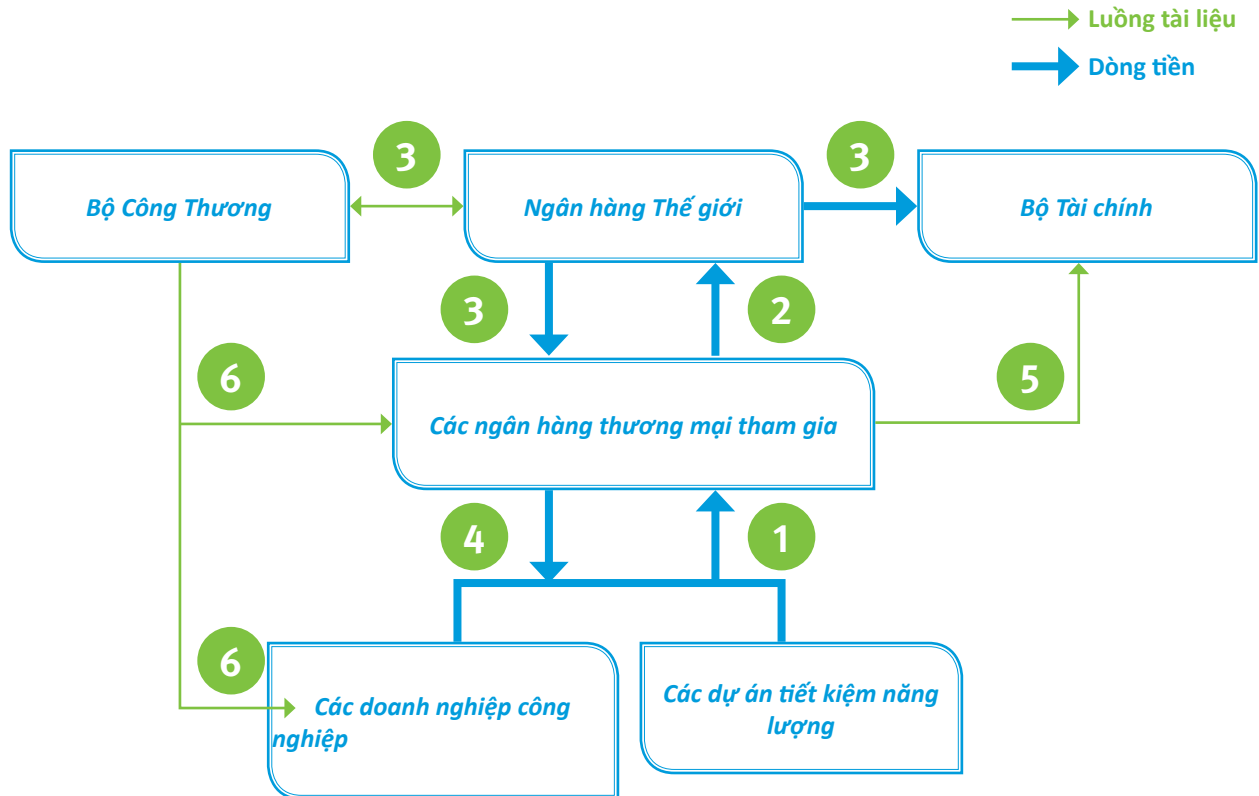 Luồng tài liệu
Dòng tiền
3
3
Bộ Công Thương
Ngân hàng Thế giới
Bộ Tài chính
3
2
6
5
Các ngân hàng thương mại tham gia
4
1
6
Các doanh nghiệp công
nghiệp
Các dự án tiết kiệm năng
lượng